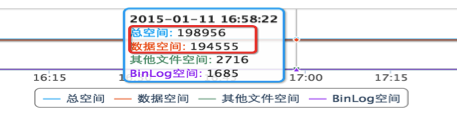 2015-01-11 16:58:22
总空间: 198956
数据空间: 194555
其他文件空间: 2716
BinLog空间: 1685
16:15 16:30 17:00 17:15
总空间 数据空间 其他文件空间 BinLog空间